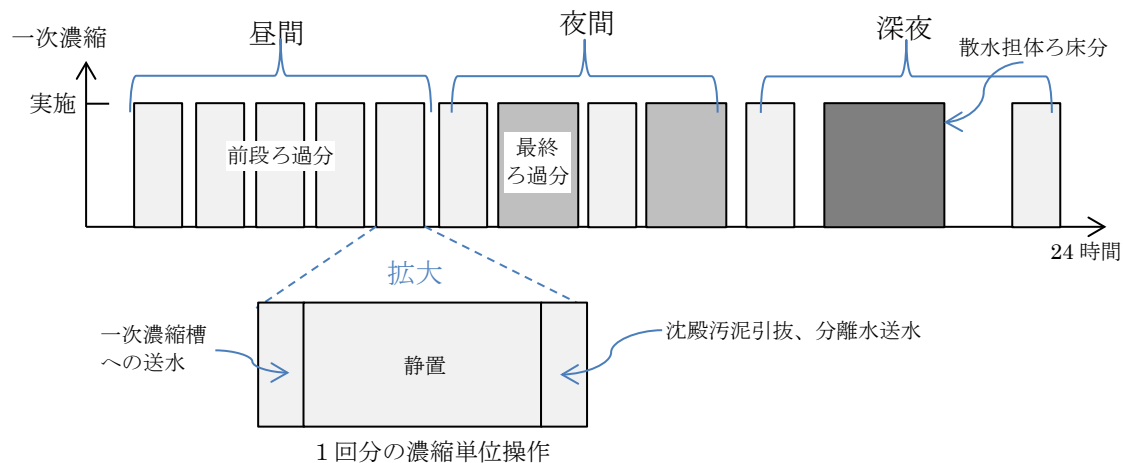 一次濃縮
昼間
夜間
深夜
散水担体ろ床分
実施
前段ろ過分
最終
ろ過分
24 時間
拡大
一次濃縮槽
への送水
静置
沈殿汚泥引抜、分離水送水
1 回分の濃縮単位操作